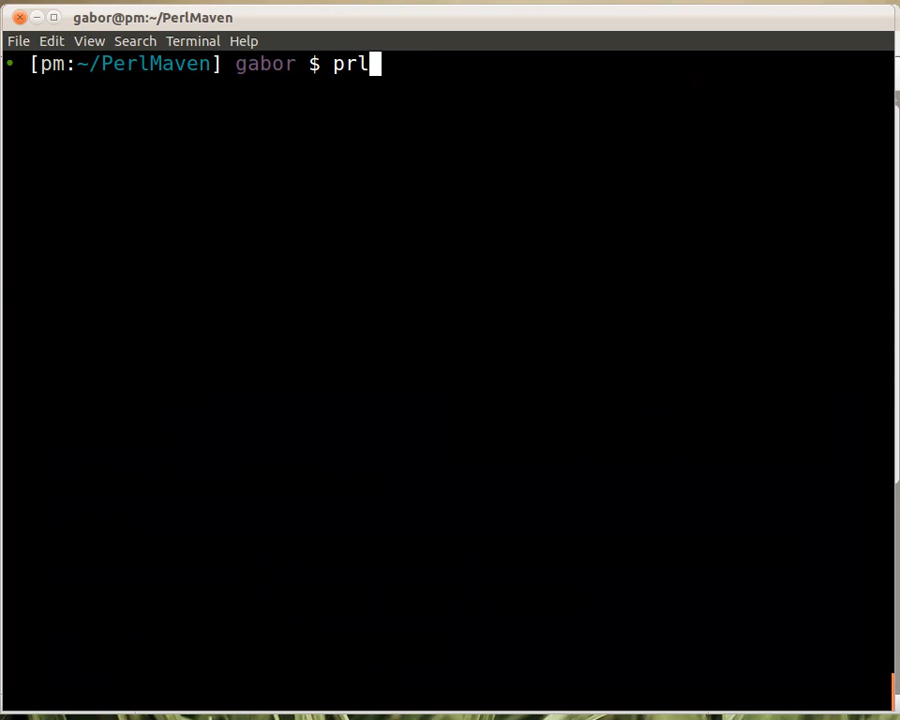 gabor@pm:~/PerlMaven
File Edit View Search Terminal Help
[pm:~/PerlMaven] gabor $ prl